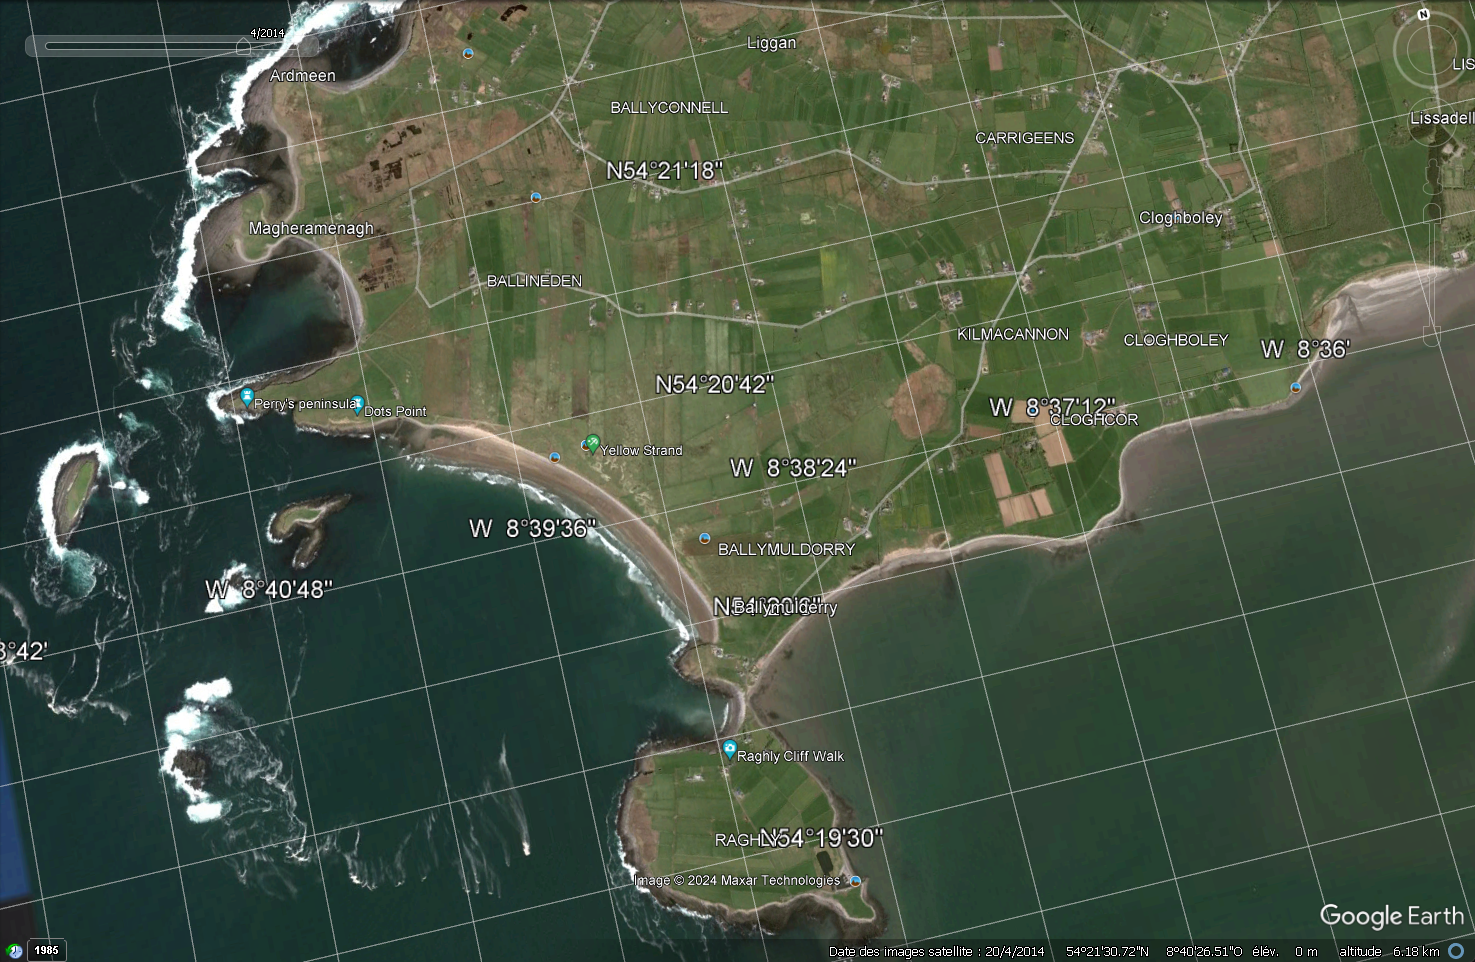 4/2014
N
Liggan
LIS
Ardmeen
BALLYCONNELL
Lissadell
CARRIGEENS
N54°21'18"
Cloghboley
Magheramenagh
BALLINEDEN
KILMACANNON
CLOGHBOLEY
W 8°36'
N54°20'42"
Perry's peninsula
Dots Point
W 8°37'12"
CLOGHCOR
Yellow Strand
W 8°38'24"
W 8°39'36"
BALLYMULDORRY
W 8°40'48"
Ballymulderry
8°42'
Raghly Cliff Walk
RAGHLY
N54°19'30"
Image © 2024 Maxar Technologies
Google Earth
1985
Date des images satellite : 20/4/2014 54°21'30.72"N 8°40'26.51"O élév. 0 m altitude 6.18 km